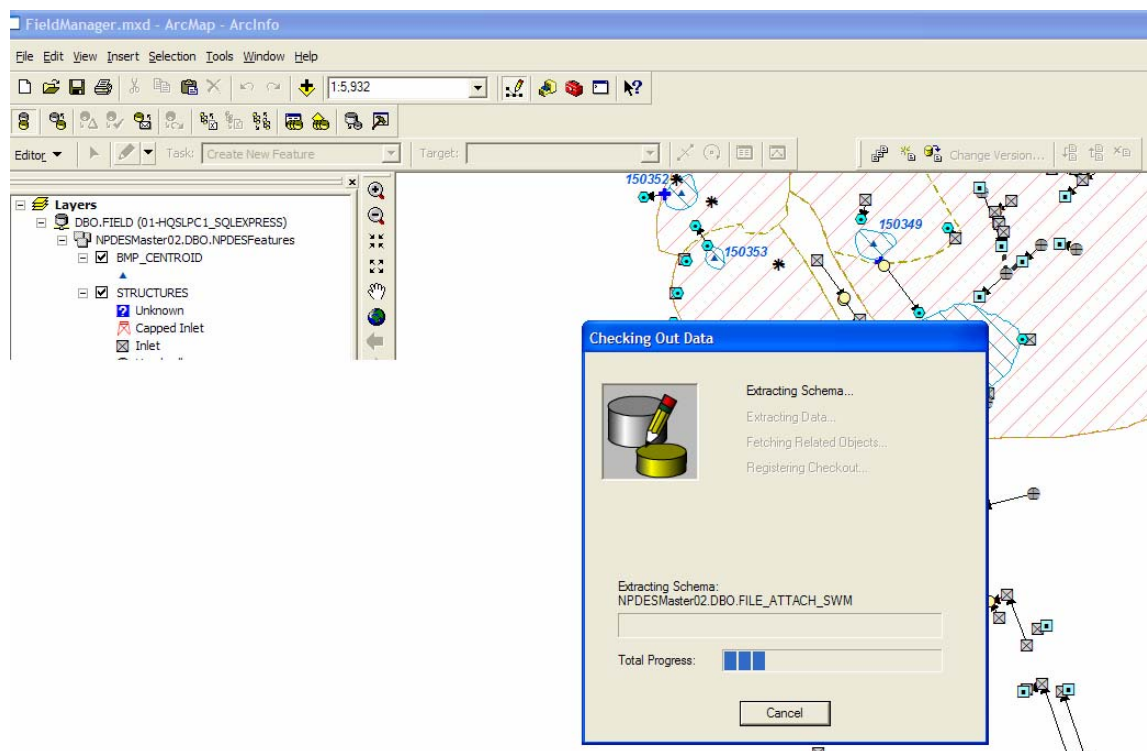 FieldManager.mxd - ArcMap - ArcInfo
File Edit View Insert Selection Tools Window Help
1:5,932
Editor Task: Create New Feature Target: Change Version...
Layers
DBO.FIELD (01-HQSLPC1_SQLEXPRESS)
NPDESMaster02.DBO.NPDESFeatures
BMP_CENTROID
STRUCTURES
? Unknown
Capped Inlet
Inlet
150352
150349
150353
Checking Out Data
Extracting Schema...
Extracting Data...
Fetching Related Objects...
Registering Checkout...
Extracting Schema:
NPDESMaster02.DBO.FILE_ATTACH_SWM
Total Progress:
Cancel